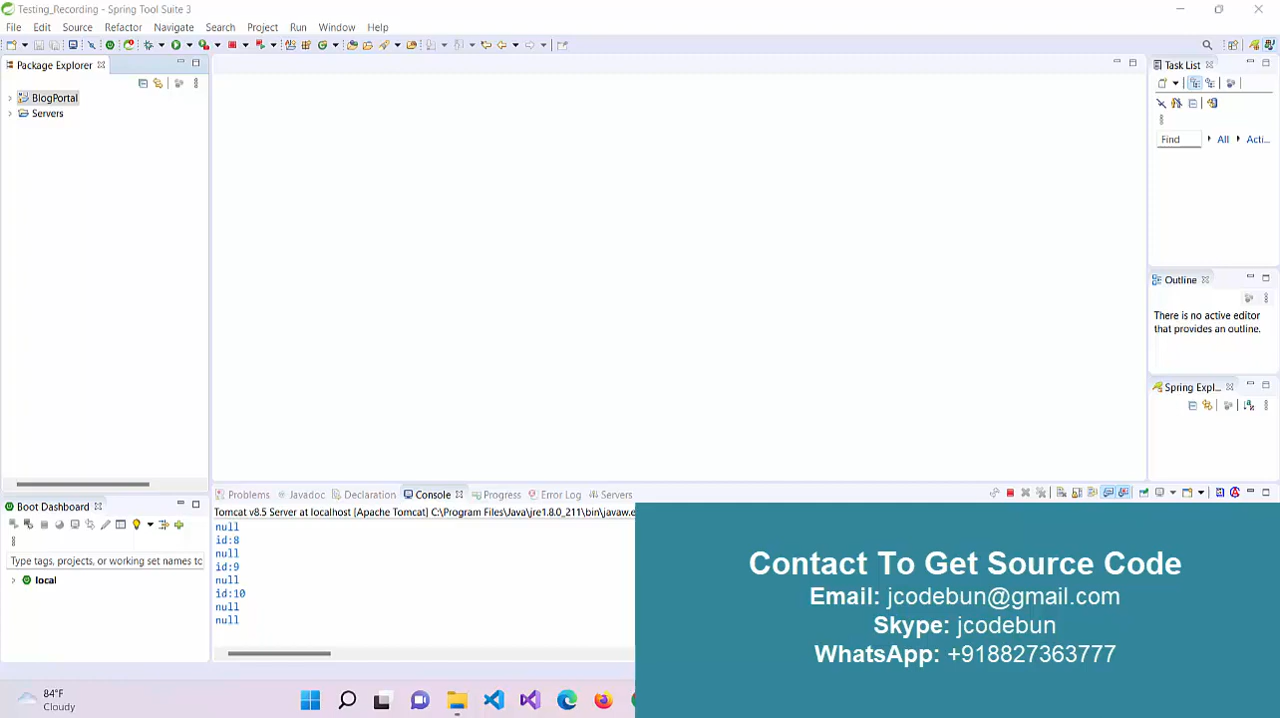 Testing_Recording - Spring Tool Suite 3
File Edit Source Refactor Navigate Search Project Run Window Help
Package Explorer
BlogPortal
Servers
Task List
Find All Acti...
Outline
There is no active editor
that provides an outline.
Spring Expl...
Boot Dashboard
Type tags, projects, or working set names tc
local
Problems Javadoc Declaration Console Progress Error Log Servers
Tomcat v8.5 Server at localhost [Apache Tomcat] C:\Program Files\Java\jre1.8.0_211\bin\javaw.e
null
id:8
null
id:9
null
id:10
null
null
Contact To Get Source Code
Email: jcodebun@gmail.com
Skype: jcodebun
WhatsApp: +918827363777
84°F
Cloudy